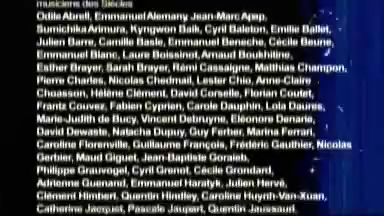 musiciens des Siècles
Odile Abrell, Emmanuel Alemany Jean-Marc Apap,
Sumichika Arimura, Kyngwon Baik, Cyril Baleton, Emilie Ballet,
Julien Barre, Camille Basle, Emmanuel Beneche, Cécile Beune,
Emmanuel Blanc, Laure Boissinot, Arnaud Boukhitine,
Esther Brayer, Sarah Brayer, Rémi Cassaigne, Matthias Champon,
Pierre Charles, Nicolas Chedmail, Lester Chio, Anne-Claire
Choasson, Hélène Clément, David Corselle, Florian Coutet,
Frantz Couvez, Fabien Cyprien, Carole Dauphin, Lola Daures,
Marie-Judith de Bucy, Vincent Debruyne, Eléonore Denarie,
David Dewaste, Natacha Dupuy, Guy Ferber, Marina Ferrari,
Caroline Florenville, Guillaume François, Frédéric Gauthier, Nicolas
Gerbier, Maud Giguet, Jean-Baptiste Goraieb,
Philippe Grauvogel, Cyril Grenot, Cécile Grondard,
Adrienne Guenand, Emmanuel Haratyk, Julien Hervé,
Clément Himbert, Quentin Hindley, Caroline Huynh-Van-Xuan,
Catherine Jacquet, Pascale Jaupart, Quentin Jaussaud